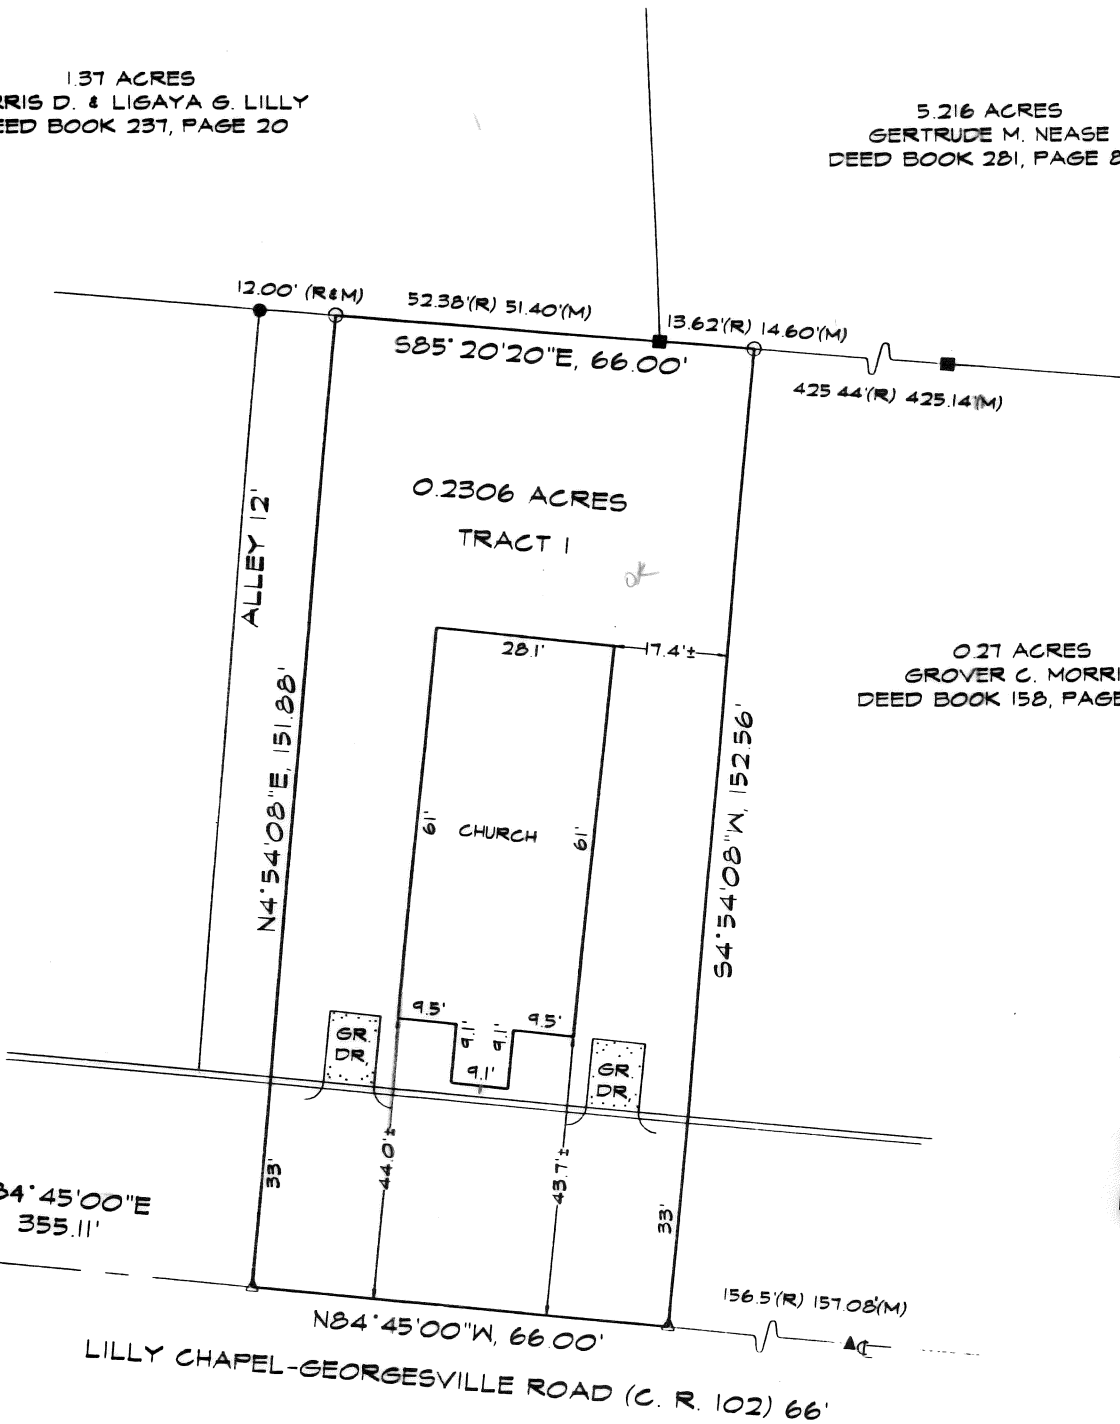 1.37 ACRES
RRIS D. & LIGAYA G. LILLY
EED BOOK 237, PAGE 20
5.216 ACRES
GERTRUDE M. NEASE
DEED BOOK 281, PAGE 8
12.00' (R&M)
52.38'(R) 51.40'(M)
13.62'(R) 14.60'(M)
S85°20'20"E, 66.00'
425.44'(R) 425.14'(M)
0.2306 ACRES
TRACT 1
OK
ALLEY 12'
28.1'
17.4'±
0.27 ACRES
GROVER C. MORRI
DEED BOOK 158, PAGE
N4°54'08"E, 151.88'
S4°54'08"W, 152.56'
61'
CHURCH
61'
9.5'
9.1'
9.1'
9.5'
9.1'
GR.
DR.
GR.
DR.
33'
44.0'±
43.7'±
33'
84°45'00"E
355.11'
156.5'(R) 157.08'(M)
N84°45'00"W, 66.00'
LILLY CHAPEL-GEORGESVILLE ROAD (C. R. 102) 66'